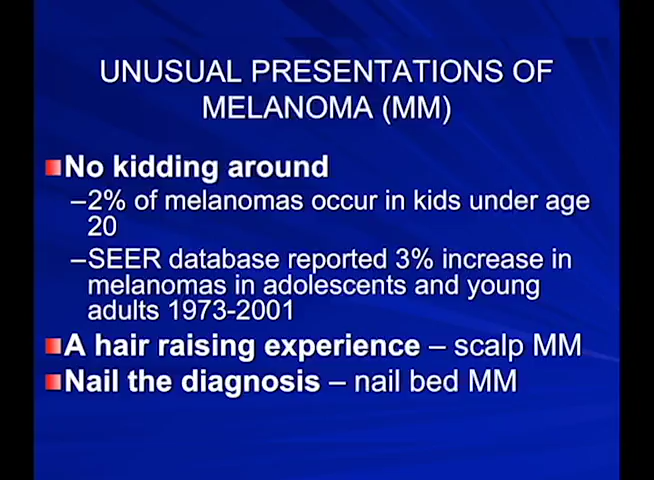 UNUSUAL PRESENTATIONS OF
MELANOMA (MM)
No kidding around
–2% of melanomas occur in kids under age
20
–SEER database reported 3% increase in
melanomas in adolescents and young
adults 1973-2001
A hair raising experience – scalp MM
Nail the diagnosis – nail bed MM